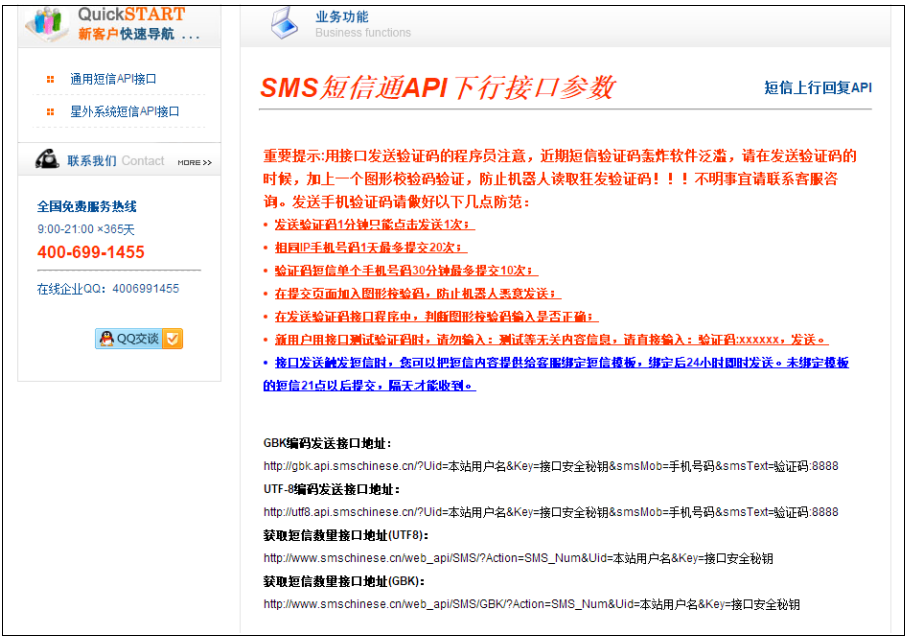 QuickSTART
新客户快速导航 ...
通用短信API接口
星外系统短信API接口
联系我们 Contact MORE >>
全国免费服务热线
9:00-21:00 ×365天
400-699-1455
在线企业QQ：4006991455
QQ交谈
业务功能
Business functions
SMS短信通API下行接口参数
短信上行回复API
重要提示:用接口发送验证码的程序员注意，近期短信验证码轰炸软件泛滥，请在发送验证码的
时候，加上一个图形校验码验证，防止机器人读取狂发验证码！！！不明事宜请联系客服咨
询。发送手机验证码请做好以下几点防范：
• 发送验证码1分钟只能点击发送1次；
• 相同IP手机号码1天最多提交20次；
• 验证码短信单个手机号码30分钟最多提交10次；
• 在提交页面加入图形校验码，防止机器人恶意发送；
• 在发送验证码接口程序中，判断图形校验码输入是否正确；
• 新用户用接口测试验证码时，请勿输入：测试等无关内容信息，请直接输入：验证码:xxxxxx，发送。
• 接口发送触发短信时，您可以把短信内容提供给客服绑定短信模板，绑定后24小时即时发送。未绑定模板
的短信21点以后提交，隔天才能收到。
GBK编码发送接口地址：
http://gbk.api.smschinese.cn/?Uid=本站用户名&Key=接口安全秘钥&smsMob=手机号码&smsText=验证码:8888
UTF-8编码发送接口地址：
http://utf8.api.smschinese.cn/?Uid=本站用户名&Key=接口安全秘钥&smsMob=手机号码&smsText=验证码:8888
获取短信数量接口地址(UTF8)：
http://www.smschinese.cn/web_api/SMS/?Action=SMS_Num&Uid=本站用户名&Key=接口安全秘钥
获取短信数量接口地址(GBK)：
http://www.smschinese.cn/web_api/SMS/GBK/?Action=SMS_Num&Uid=本站用户名&Key=接口安全秘钥